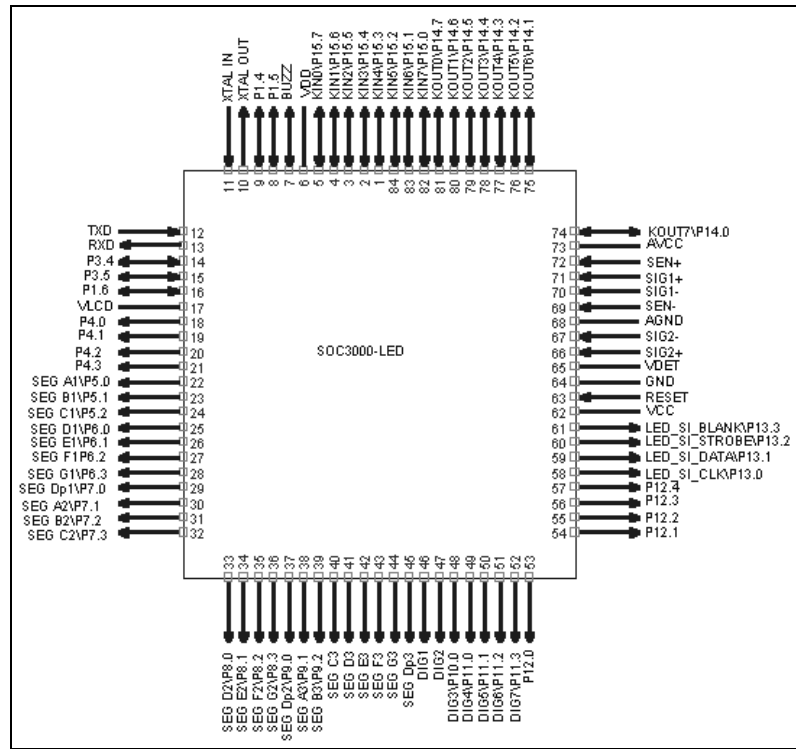 XTAL IN
XTAL OUT
P1.4
P1.5
BUZZ
VDD
KIN0\P15.7
KIN1\P15.6
KIN2\P15.5
KIN3\P15.4
KIN4\P15.3
KIN5\P15.2
KIN6\P15.1
KIN7\P15.0
KOUT0\P14.7
KOUT1\P14.6
KOUT2\P14.5
KOUT3\P14.4
KOUT4\P14.3
KOUT5\P14.2
KOUT6\P14.1
11 10 9 8 7 6 5 4 3 2 1 84 83 82 81 80 79 78 77 76 75
TXD 12
RXD 13
P3.4 14
P3.5 15
P1.6 16
VLCD 17
P4.0 18
P4.1 19
P4.2 20
P4.3 21
SEG A1\P5.0 22
SEG B1\P5.1 23
SEG C1\P5.2 24
SEG D1\P6.0 25
SEG E1\P6.1 26
SEG F1P6.2 27
SEG G1\P6.3 28
SEG Dp1\P7.0 29
SEG A2\P7.1 30
SEG B2\P7.2 31
SEG C2\P7.3 32
SOC3000-LED
74 KOUT7\P14.0
73 AVCC
72 SEN+
71 SIG1+
70 SIG1-
69 SEN-
68 AGND
67 SIG2-
66 SIG2+
65 VDET
64 GND
63 RESET
62 VCC
61 LED_SI_BLANK\P13.3
60 LED_SI_STROBE\P13.2
59 LED_SI_DATA\P13.1
58 LED_SI_CLK\P13.0
57 P12.4
56 P12.3
55 P12.2
54 P12.1
33 34 35 36 37 38 39 40 41 42 43 44 45 46 47 48 49 50 51 52 53
SEG D2\P8.0
SEG E2\P8.1
SEG F2\P8.2
SEG G2\P8.3
SEG Dp2\P9.0
SEG A3\P9.1
SEG B3\P9.2
SEG C3
SEG D3
SEG E3
SEG F3
SEG G3
SEG Dp3
DIG1
DIG2
DIG3\P10.0
DIG4\P11.0
DIG5\P11.1
DIG6\P11.2
DIG7\P11.3
P12.0